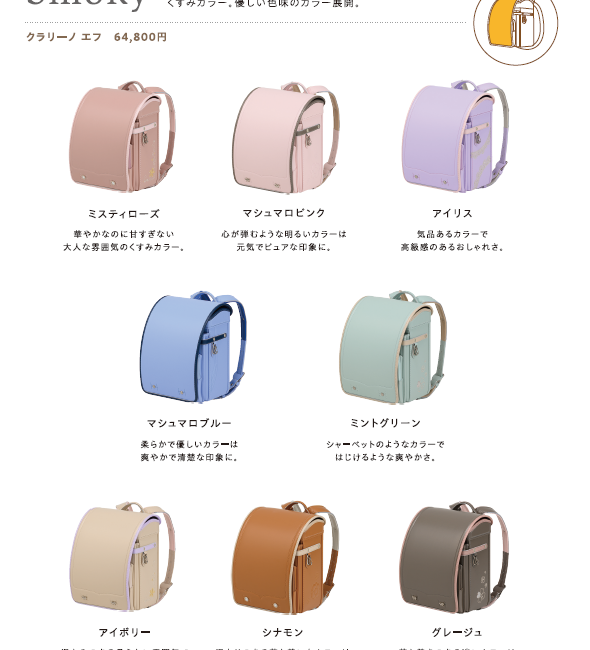 Smoky
くすみカラー。優しい色味のカラー展開。
クラリーノ エフ　64,800円
ミスティローズ
華やかなのに甘すぎない
大人な雰囲気のくすみカラー。
マシュマロピンク
心が弾むような明るいカラーは
元気でピュアな印象に。
アイリス
気品あるカラーで
高級感のあるおしゃれさ。
マシュマロブルー
柔らかで優しいカラーは
爽やかで清楚な印象に。
ミントグリーン
シャーベットのようなカラーで
はじけるような爽やかさ。
アイボリー
シナモン
グレージュ